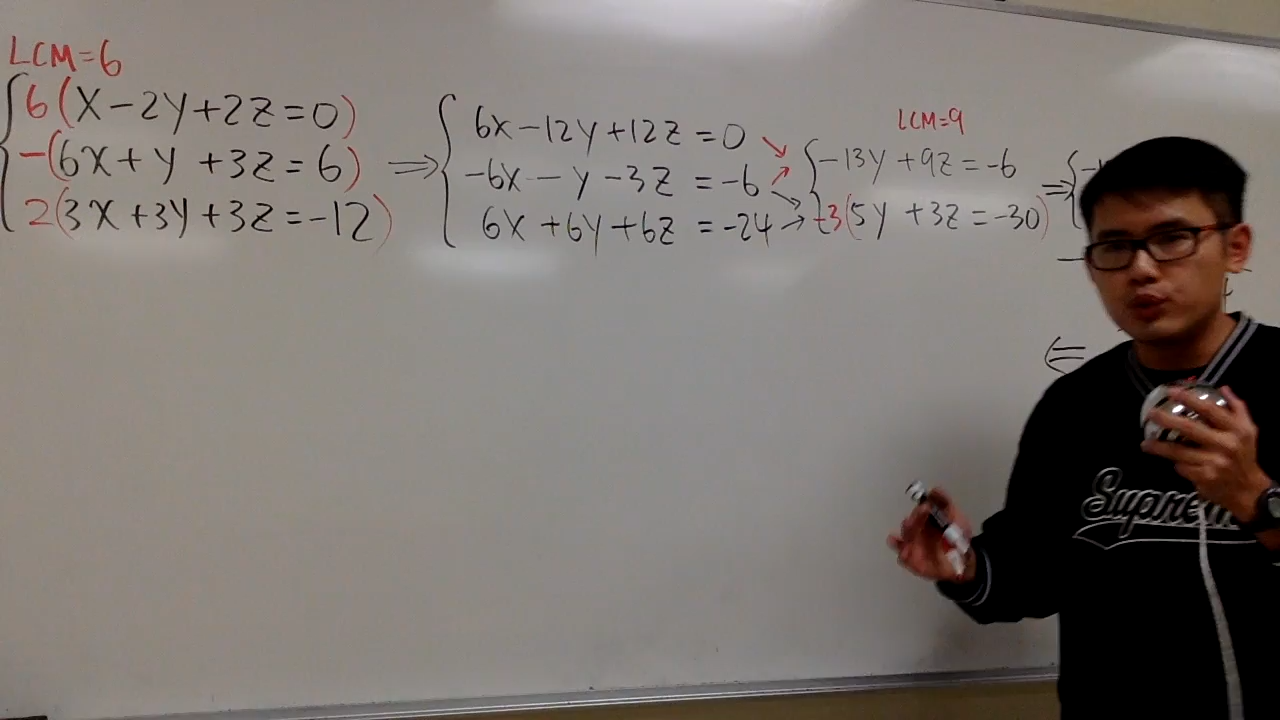 LCM=6
6(x-2y+2z=0)
-(6x+y+3z=6)
2(3x+3y+3z=-12)
⇒
6x-12y+12z=0
-6x-y-3z=-6
6x+6y+6z=-24
LCM=9
-13y+9z=-6
-3(5y+3z=-30)
⇒
⇐